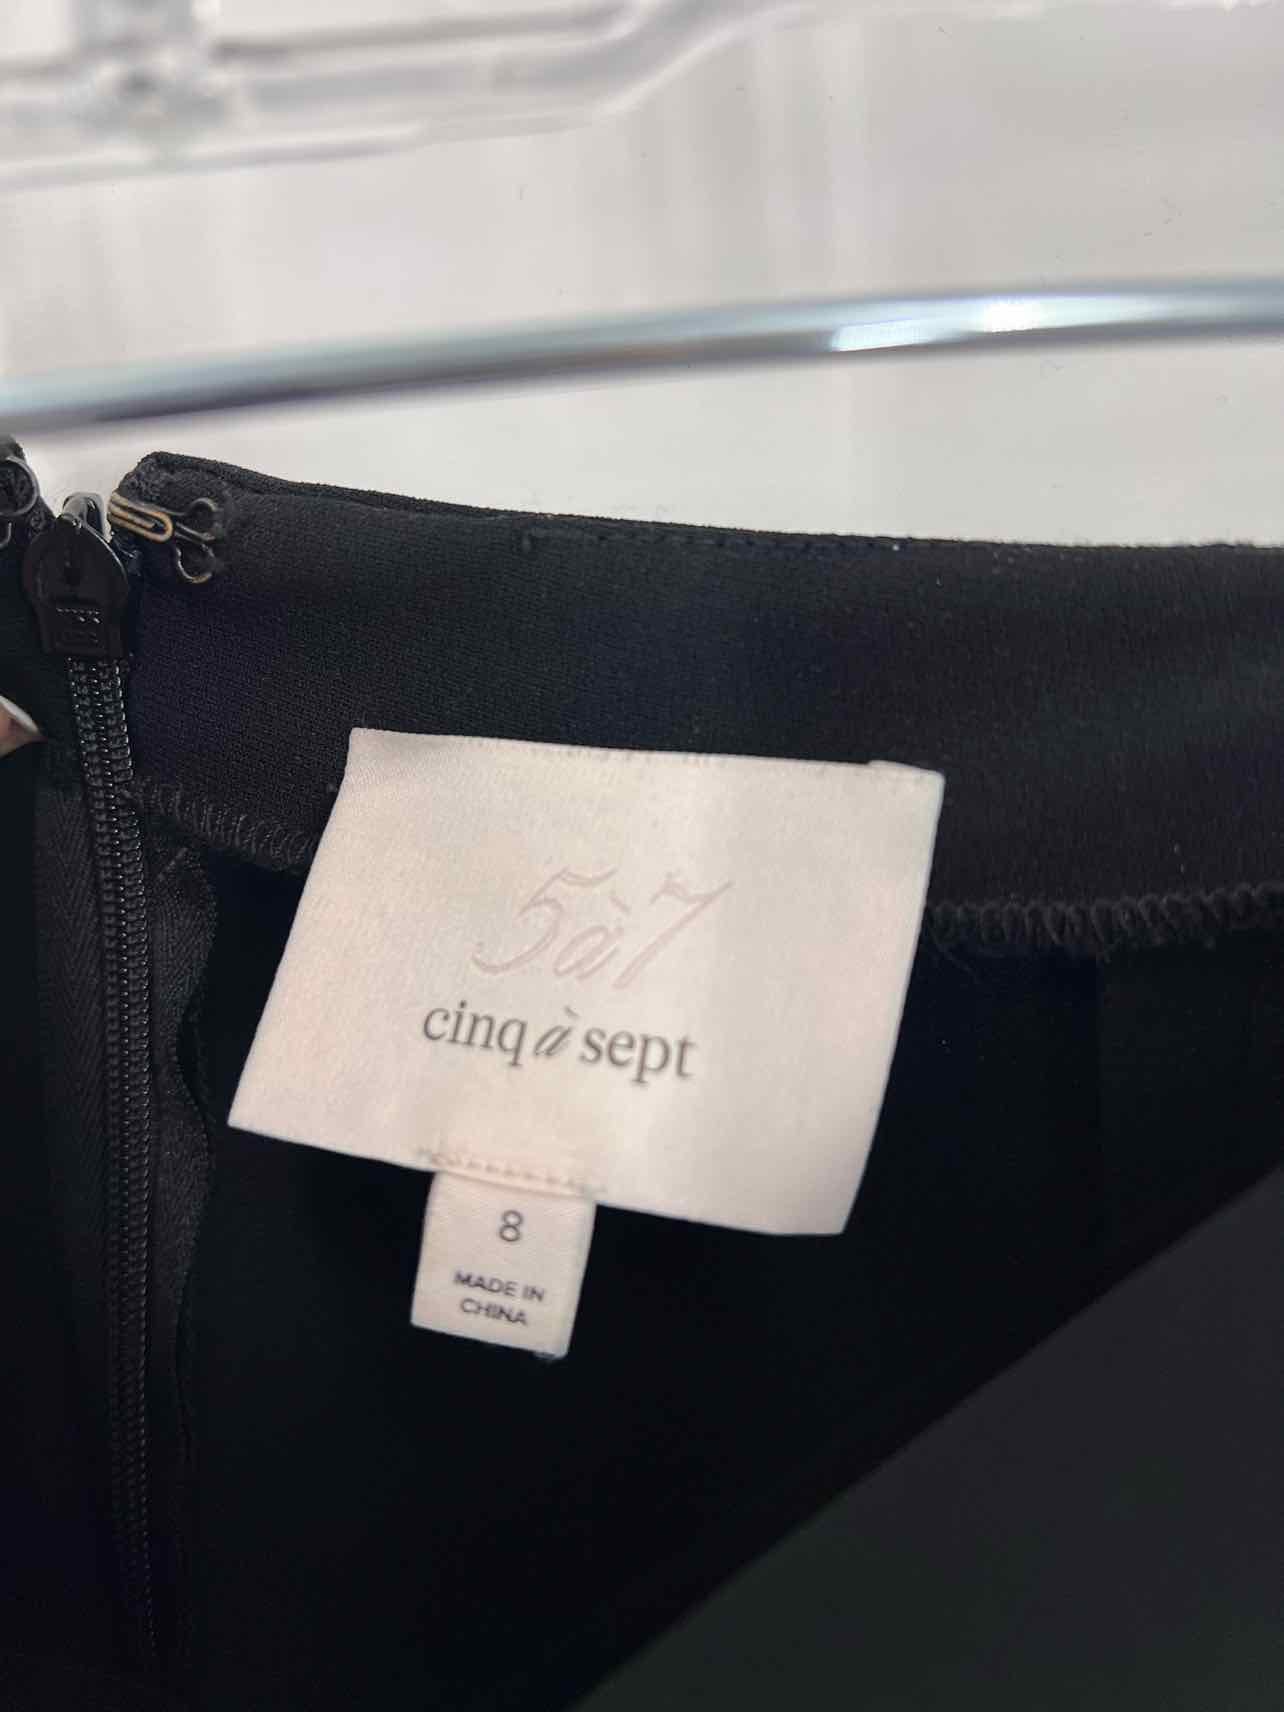 5à7
cinq à sept
8
MADE IN
CHINA